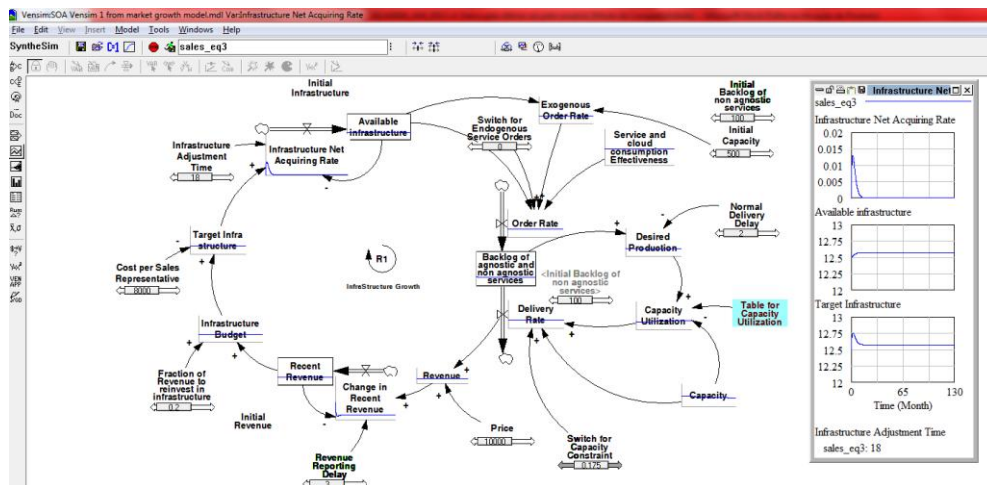 Vensim:SOA Vensim 1 from market growth model.mdl Var:Infrastructure Net Acquiring Rate
File Edit View Insert Model Tools Windows Help
SyntheSim
sales_eq3
Doc
Initial
Infrastructure
Available
infrastructure
Infrastructure Net
Acquiring Rate
Infrastructure
Adjustment
Time
18
Target Infra
structure
Cost per Sales
Representative
8000
Infrastructure
Budget
Fraction of
Revenue to
reinvest in
infrastructure
0.2
Initial
Revenue
Recent
Revenue
Change in
Recent
Revenue
Revenue
Reporting
Delay
R1
InfraStructure Growth
Switch for
Endogenous
Service Orders
0
Exogenous
Order Rate
Service and
cloud
consumption
Effectiveness
Initial
Backlog of
non agnostic
services
100
Initial
Capacity
500
Order Rate
Backlog of
agnostic and
non agnostic
services
<Initial Backlog of
non agnostic
services>
100
Normal
Delivery
Delay
2
Desired
Production
Delivery
Rate
Capacity
Utilization
Table for
Capacity
Utilization
Capacity
Revenue
Price
10000
Switch for
Capacity
Constraint
0.175
Infrastructure Net
sales_eq3
Infrastructure Net Acquiring Rate
0.02
0.015
0.01
0.005
0
Available infrastructure
13
12.75
12.5
12.25
12
Target Infrastructure
13
12.75
12.5
12.25
12
0 65 130
Time (Month)
Infrastructure Adjustment Time
sales_eq3: 18